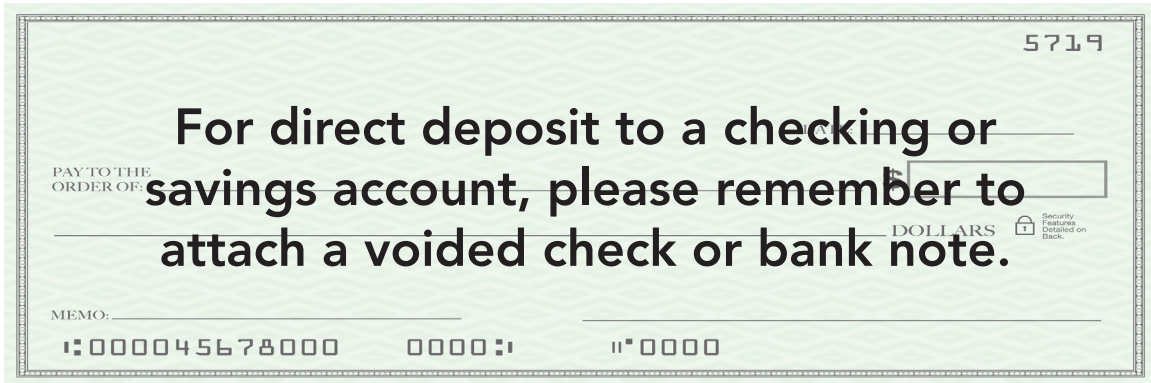 5719
For direct deposit to a checking or
DATE:
PAY TO THE
ORDER OF:
savings account, please remember to
$
DOLLARS
Security
Features
Detailed on
Back.
attach a voided check or bank note.
MEMO:
⑆000045678000 0000⑆ ⑈0000